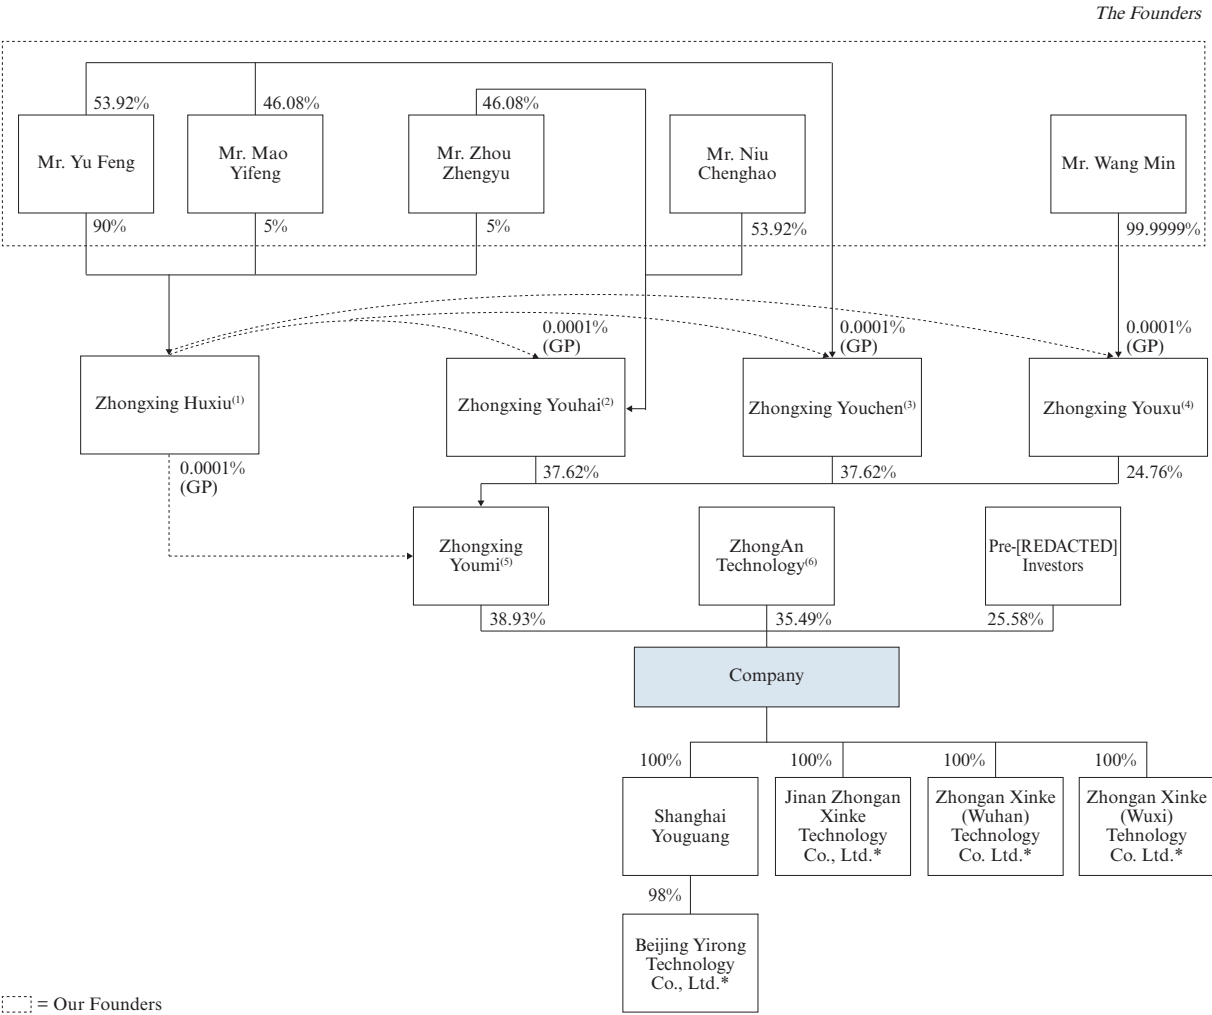 The Founders
53.92%
46.08%
46.08%
Mr. Yu Feng
Mr. Mao
Yifeng
Mr. Zhou
Zhengyu
Mr. Niu
Chenghao
Mr. Wang Min
90%
5%
5%
53.92%
99.9999%
0.0001%
(GP)
0.0001%
(GP)
0.0001%
(GP)
Zhongxing Huxiu(1)
Zhongxing Youhai(2)
Zhongxing Youchen(3)
Zhongxing Youxu(4)
0.0001%
(GP)
37.62%
37.62%
24.76%
Zhongxing
Youmi(5)
ZhongAn
Technology(6)
Pre-[REDACTED]
Investors
38.93%
35.49%
25.58%
Company
100%
100%
100%
100%
Shanghai
Youguang
Jinan Zhongan
Xinke
Technology
Co., Ltd.*
Zhongan Xinke
(Wuhan)
Technology
Co. Ltd.*
Zhongan Xinke
(Wuxi)
Tehnology
Co. Ltd.*
98%
Beijing Yirong
Technology
Co., Ltd.*
= Our Founders